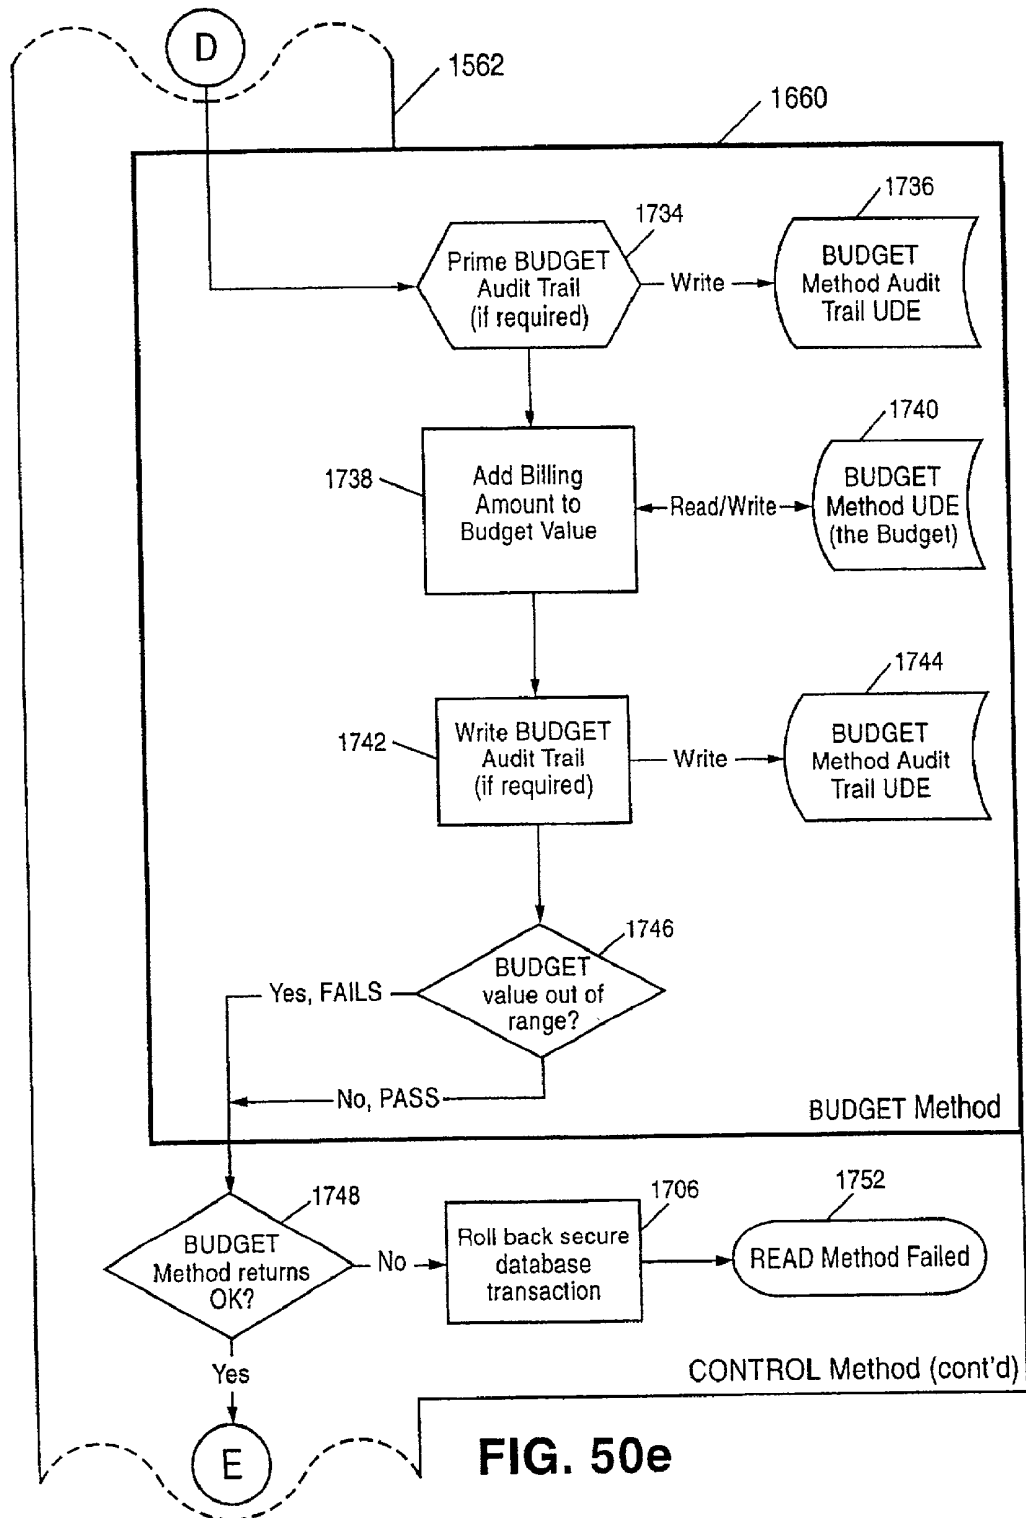 D
1562
1660
1736
1734
Prime BUDGET
Audit Trail
(if required)
Write
BUDGET
Method Audit
Trail UDE
1740
1738
Add Billing
Amount to
Budget Value
Read/Write
BUDGET
Method UDE
(the Budget)
1744
1742
Write BUDGET
Audit Trail
(if required)
Write
BUDGET
Method Audit
Trail UDE
1746
BUDGET
value out of
range?
Yes, FAILS
No, PASS
BUDGET Method
1748
BUDGET
Method returns
OK?
No
1706
Roll back secure
database
transaction
1752
READ Method Failed
Yes
CONTROL Method (cont'd)
E
FIG. 50e